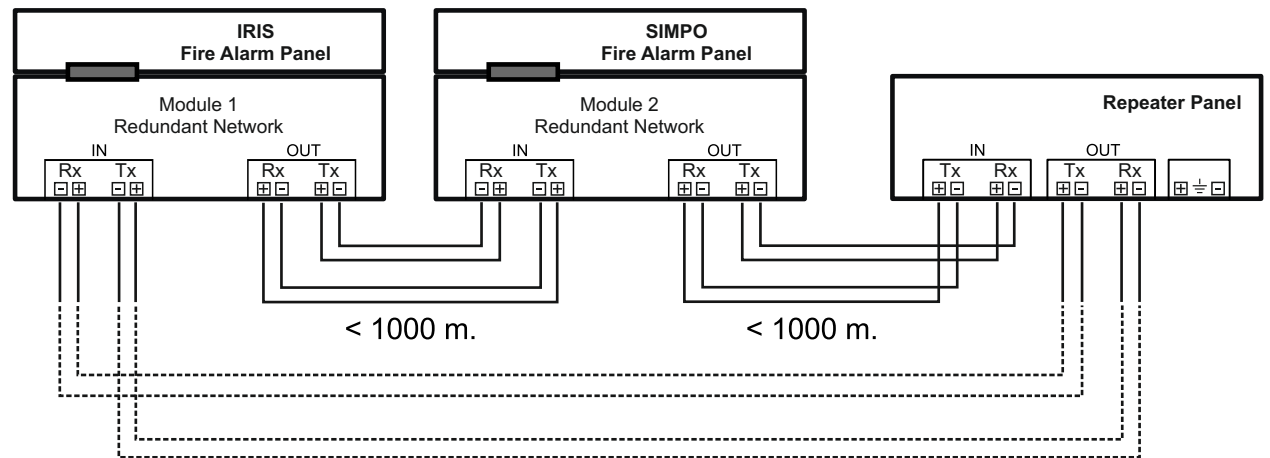 IRIS
Fire Alarm Panel
Module 1
Redundant Network
IN
OUT
Rx
Tx
Rx
Tx
- +
- +
+ -
+ -
SIMPO
Fire Alarm Panel
Module 2
Redundant Network
IN
OUT
Rx
Tx
Rx
Tx
- +
- +
+ -
+ -
Repeater Panel
IN
OUT
Tx
Rx
Tx
Rx
+ -
+ -
+ -
+ -
+ ⏚ -
< 1000 m.
< 1000 m.